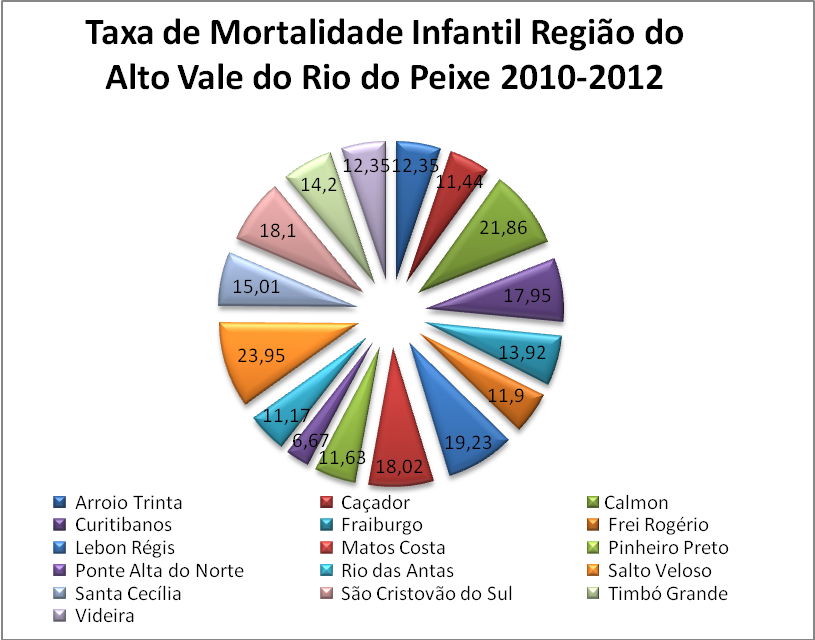 Taxa de Mortalidade Infantil Região do
Alto Vale do Rio do Peixe 2010-2012
12,35
12,35
11,44
14,2
21,86
18,1
15,01
17,95
13,92
23,95
11,9
11,17
6,67
19,23
11,63
18,02
Arroio Trinta
Caçador
Calmon
Curitibanos
Fraiburgo
Frei Rogério
Lebon Régis
Matos Costa
Pinheiro Preto
Ponte Alta do Norte
Rio das Antas
Salto Veloso
Santa Cecília
São Cristovão do Sul
Timbó Grande
Videira